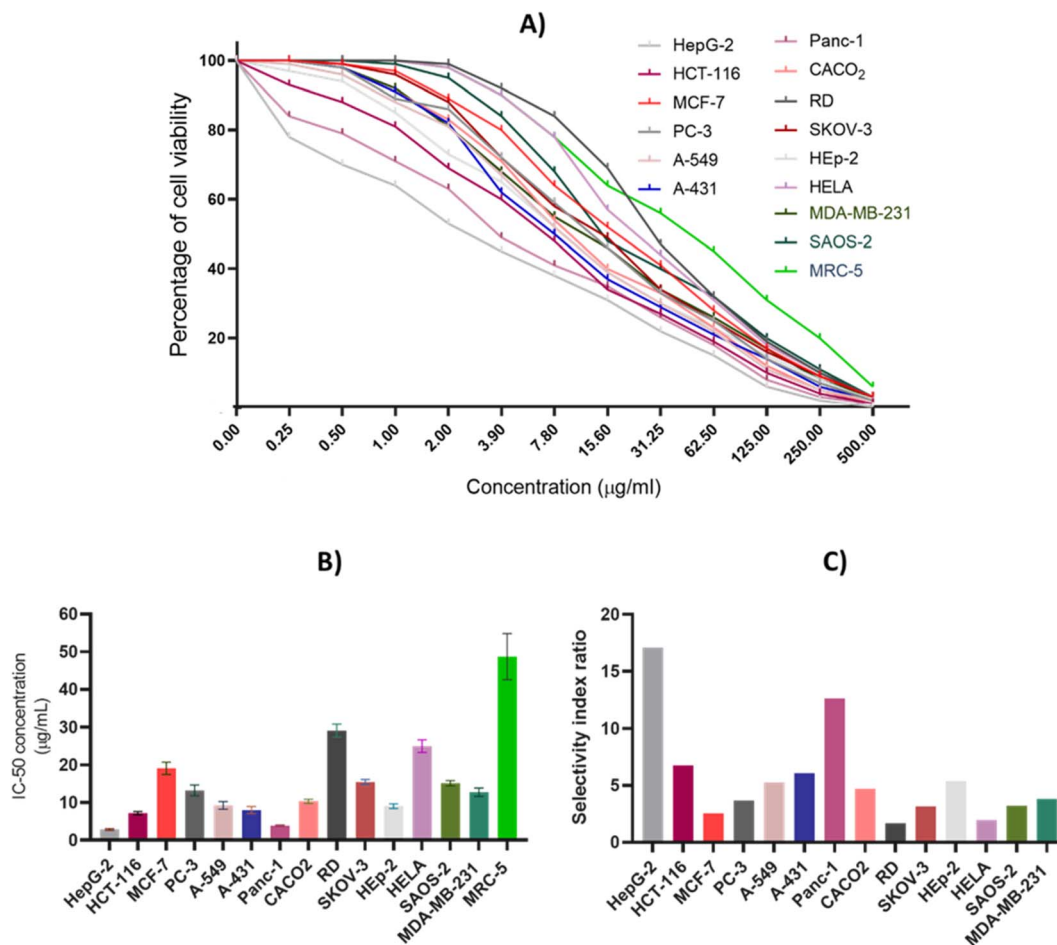 A)
Percentage of cell viability
100
80
60
40
20
0.00
0.25
0.50
1.00
2.00
3.90
7.80
15.60
31.25
62.50
125.00
250.00
500.00
Concentration (μg/ml)
HepG-2
HCT-116
MCF-7
PC-3
A-549
A-431
Panc-1
CACO₂
RD
SKOV-3
HEp-2
HELA
MDA-MB-231
SAOS-2
MRC-5
B)
IC-50 concentration
(μg/mL)
60
50
40
30
20
10
0
HepG-2
HCT-116
MCF-7
PC-3
A-549
A-431
Panc-1
CACO2
RD
SKOV-3
HEp-2
HELA
SAOS-2
MDA-MB-231
MRC-5
C)
Selectivity index ratio
20
15
10
5
0
HepG-2
HCT-116
MCF-7
PC-3
A-549
A-431
Panc-1
CACO2
RD
SKOV-3
HEp-2
HELA
SAOS-2
MDA-MB-231